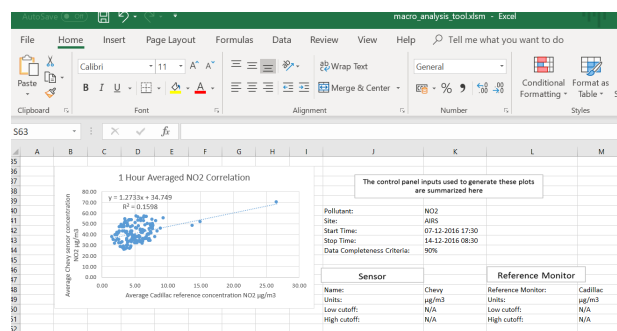 AutoSave Off
macro_analysis_tool.xlsm - Excel
File Home Insert Page Layout Formulas Data Review View Help Tell me what you want to do
Paste
Calibri 11 A^ Aˇ
Wrap Text
General
B I U A
Merge & Center
% 9
Conditional Formatting
Format as Table
Clipboard Font Alignment Number Styles
S63 fx
A B C D E F G H I J K L M
1 Hour Averaged NO2 Correlation
y = 1.2733x + 34.749
R² = 0.1598
Average Chevy sensor concentration
NO2 µg/m3
80.00
70.00
60.00
50.00
40.00
30.00
20.00
10.00
0.00
0.00 5.00 10.00 15.00 20.00 25.00 30.00
Average Cadillac reference concentration NO2 µg/m3
The control panel inputs used to generate these plots
are summarized here
Pollutant: NO2
Site: AIRS
Start Time: 07-12-2016 17:30
Stop Time: 14-12-2016 08:30
Data Completeness Criteria: 90%
Sensor Reference Monitor
Name: Chevy Reference Monitor: Cadillac
Units: µg/m3 Units: µg/m3
Low cutoff: N/A Low cutoff: N/A
High cutoff: N/A High cutoff: N/A